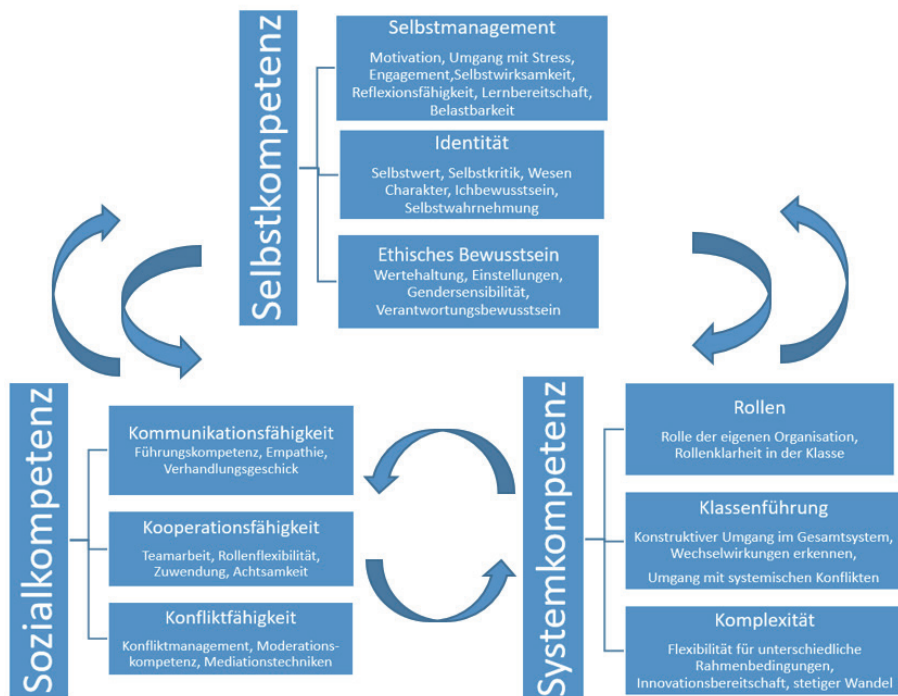 Selbstkompetenz
Selbstmanagement
Motivation, Umgang mit Stress,
Engagement,Selbstwirksamkeit,
Reflexionsfähigkeit, Lernbereitschaft,
Belastbarkeit
Identität
Selbstwert, Selbstkritik, Wesen
Charakter, Ichbewusstsein,
Selbstwahrnehmung
Ethisches Bewusstsein
Wertehaltung, Einstellungen,
Gendersensibilität,
Verantwortungsbewusstsein
Sozialkompetenz
Kommunikationsfähigkeit
Führungskompetenz, Empathie,
Verhandlungsgeschick
Kooperationsfähigkeit
Teamarbeit, Rollenflexibilität,
Zuwendung, Achtsamkeit
Konfliktfähigkeit
Konfliktmanagement, Moderations-
kompetenz, Mediationstechniken
Systemkompetenz
Rollen
Rolle der eigenen Organisation,
Rollenklarheit in der Klasse
Klassenführung
Konstruktiver Umgang im Gesamtsystem,
Wechselwirkungen erkennen,
Umgang mit systemischen Konflikten
Komplexität
Flexibilität für unterschiedliche
Rahmenbedingungen,
Innovationsbereitschaft, stetiger Wandel